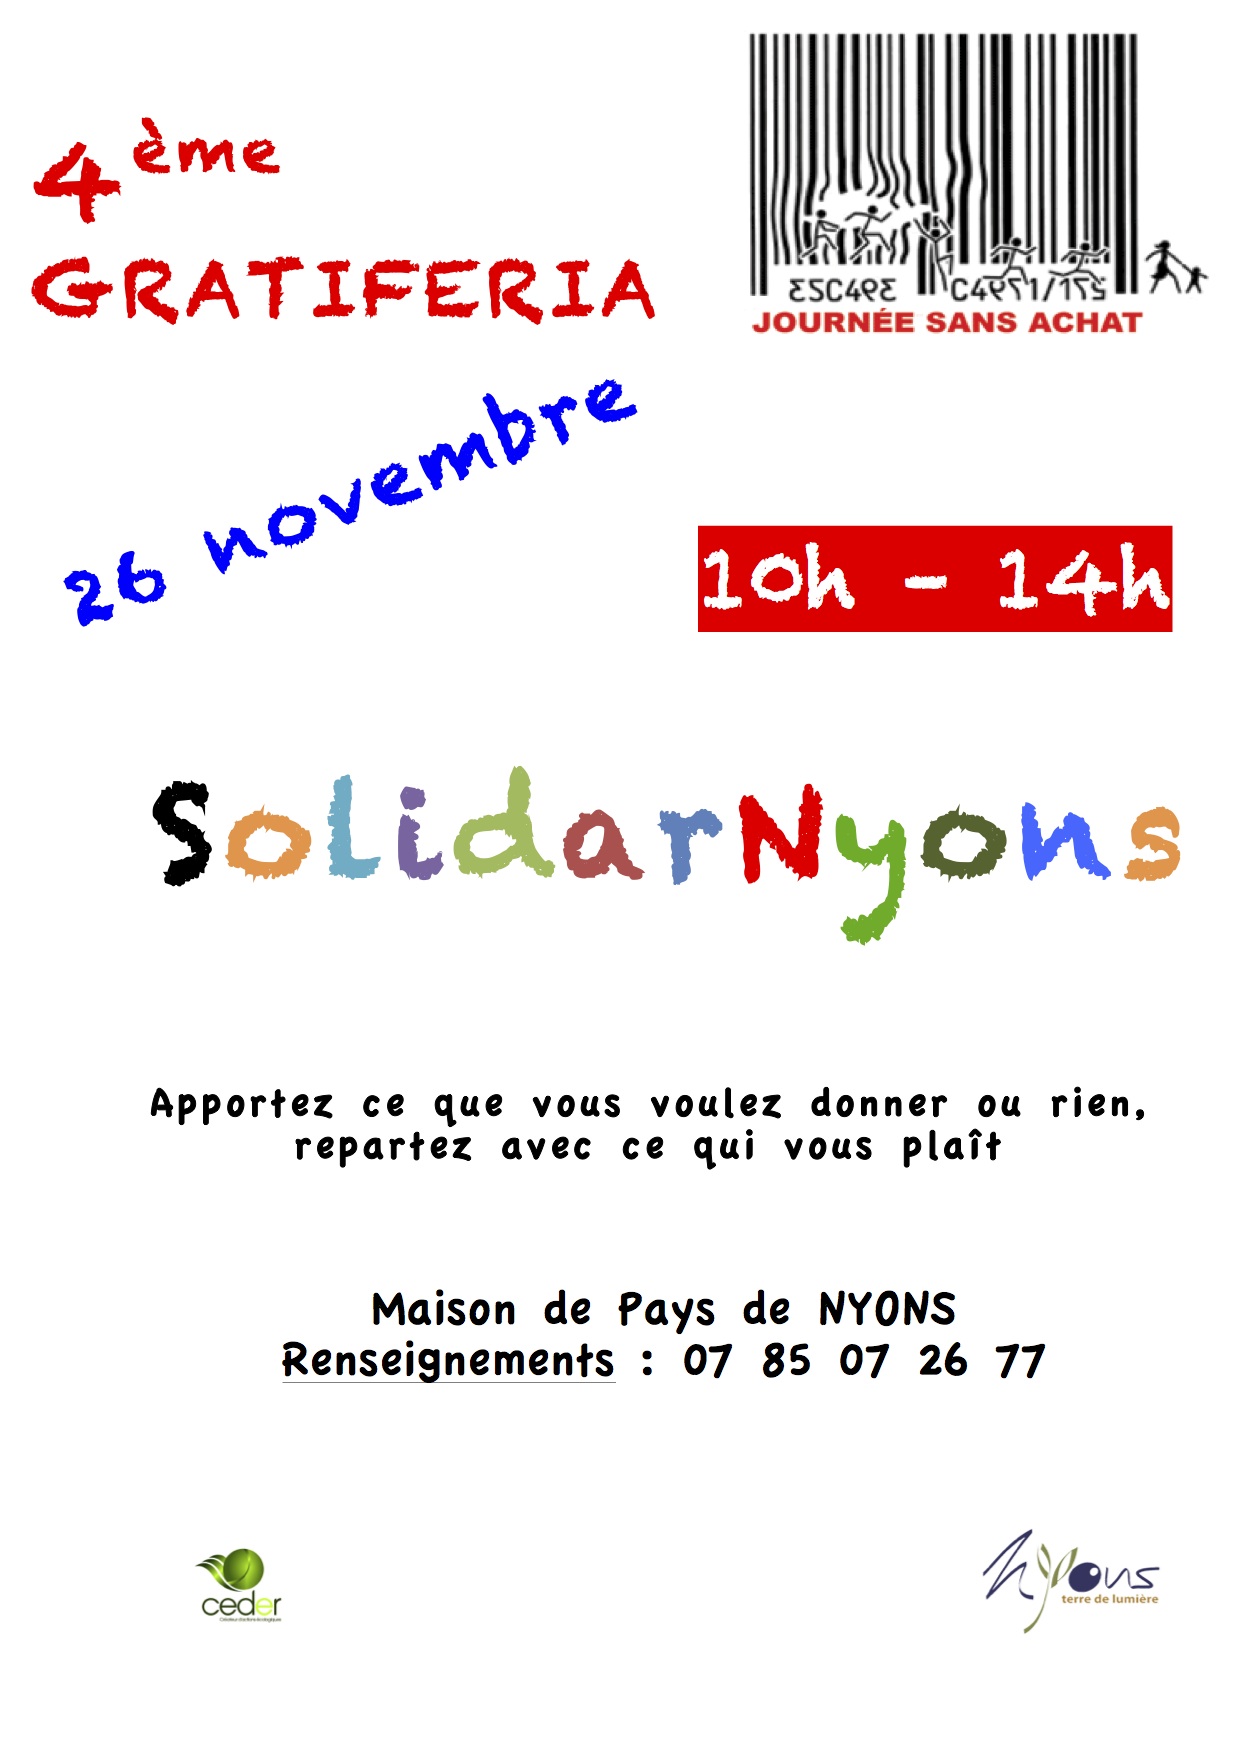 4ème
GRATIFERIA
JOURNÉE SANS ACHAT
26 novembre
10h - 14h
SolidarNyons
Apportez ce que vous voulez donner ou rien,
repartez avec ce qui vous plaît
Maison de Pays de NYONS
Renseignements : 07 85 07 26 77
ceder
nyons
terre de lumière